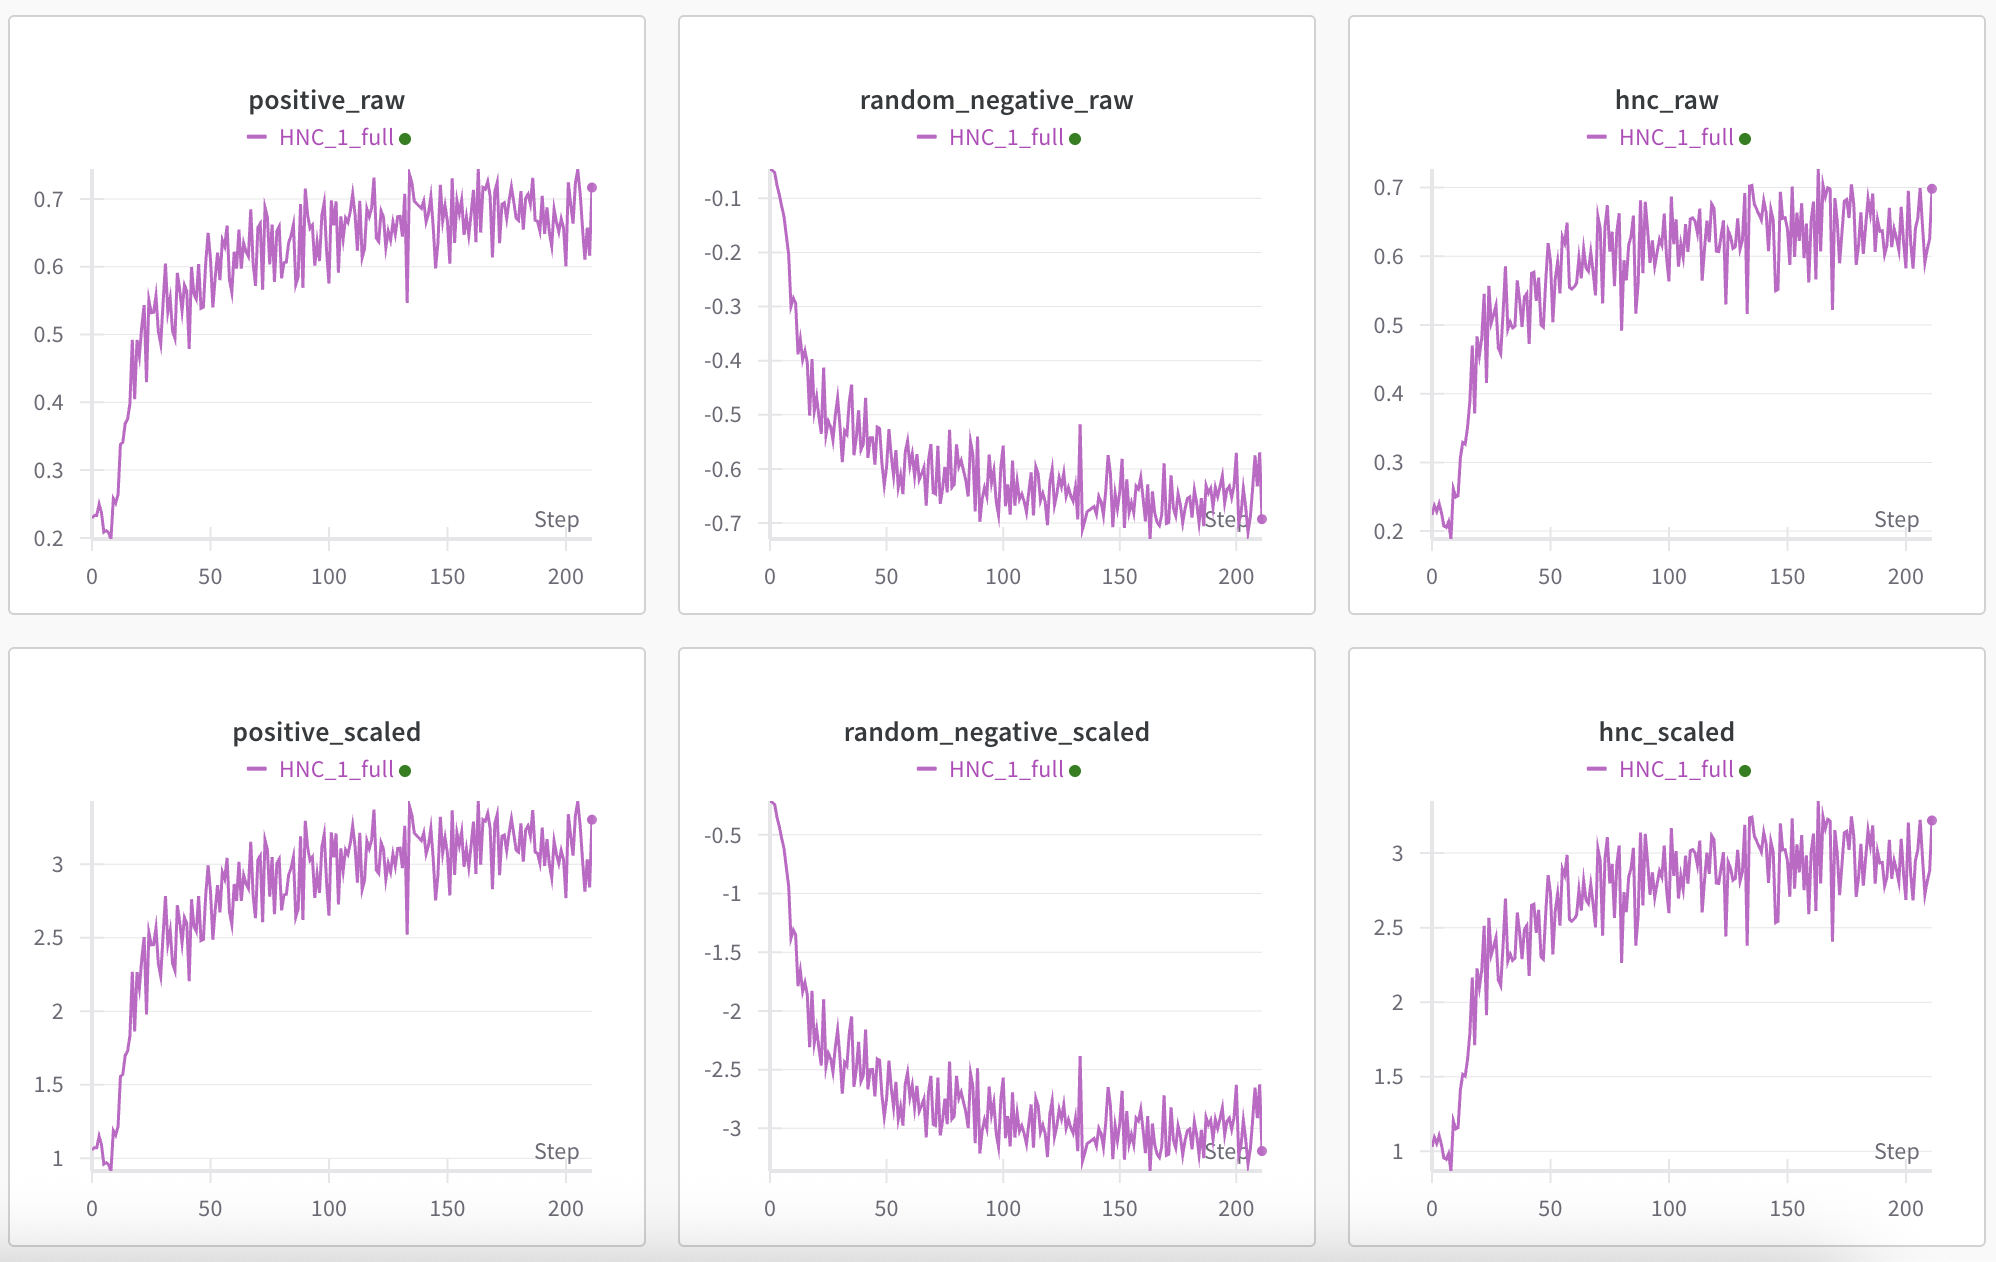 positive_raw
HNC_1_full
0.7
0.6
0.5
0.4
0.3
0.2
Step
0 50 100 150 200
random_negative_raw
HNC_1_full
-0.1
-0.2
-0.3
-0.4
-0.5
-0.6
-0.7
Step
0 50 100 150 200
hnc_raw
HNC_1_full
0.7
0.6
0.5
0.4
0.3
0.2
Step
0 50 100 150 200
positive_scaled
HNC_1_full
3
2.5
2
1.5
1
Step
0 50 100 150 200
random_negative_scaled
HNC_1_full
-0.5
-1
-1.5
-2
-2.5
-3
Step
0 50 100 150 200
hnc_scaled
HNC_1_full
3
2.5
2
1.5
1
Step
0 50 100 150 200